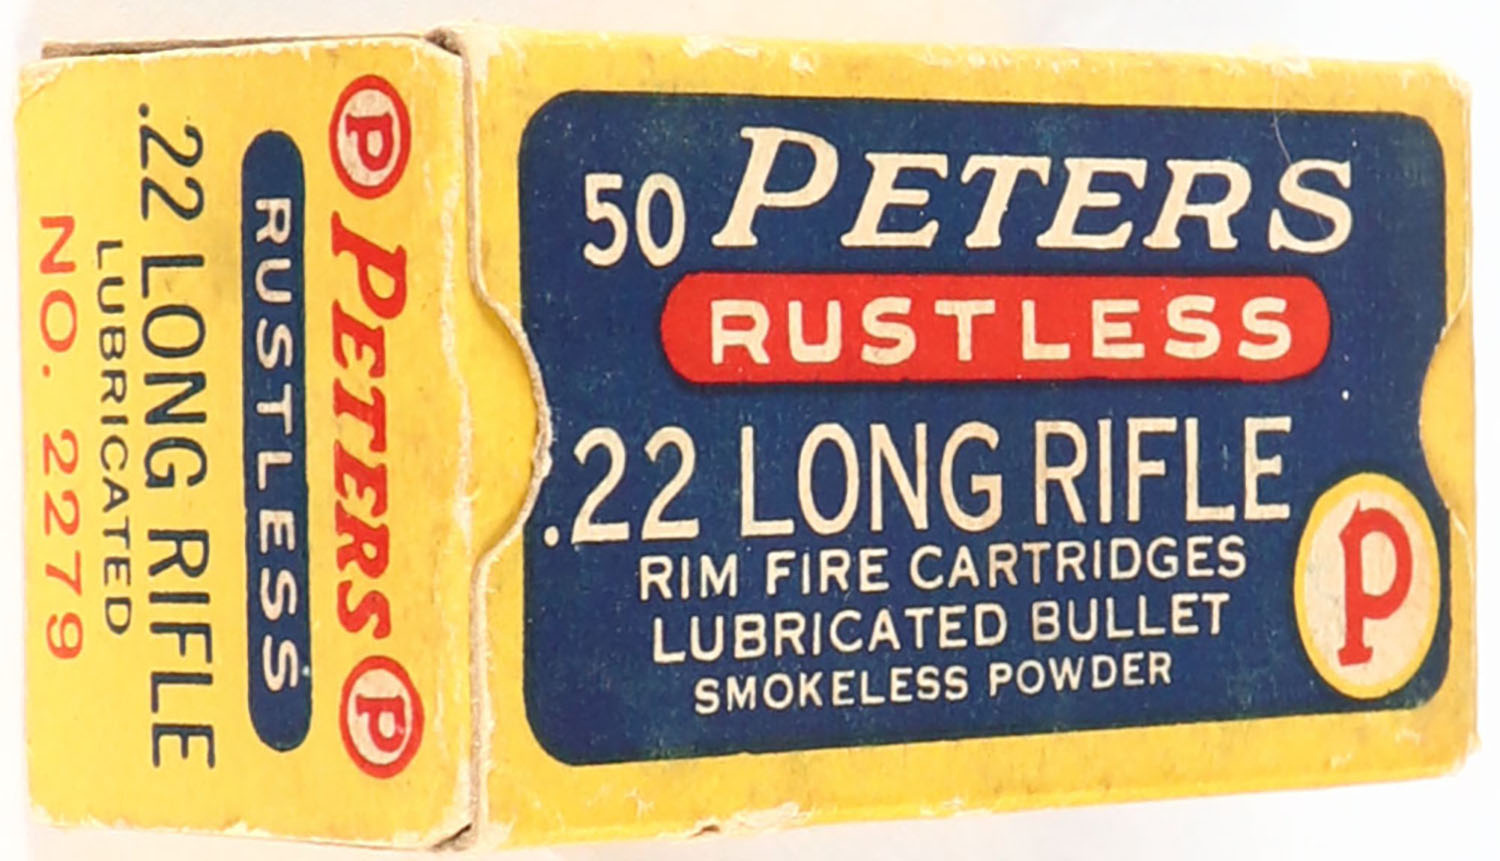 50 PETERS
RUSTLESS
.22 LONG RIFLE
RIM FIRE CARTRIDGES
LUBRICATED BULLET
SMOKELESS POWDER
P
P PETERS P
RUSTLESS
.22 LONG RIFLE
LUBRICATED
NO. 2279